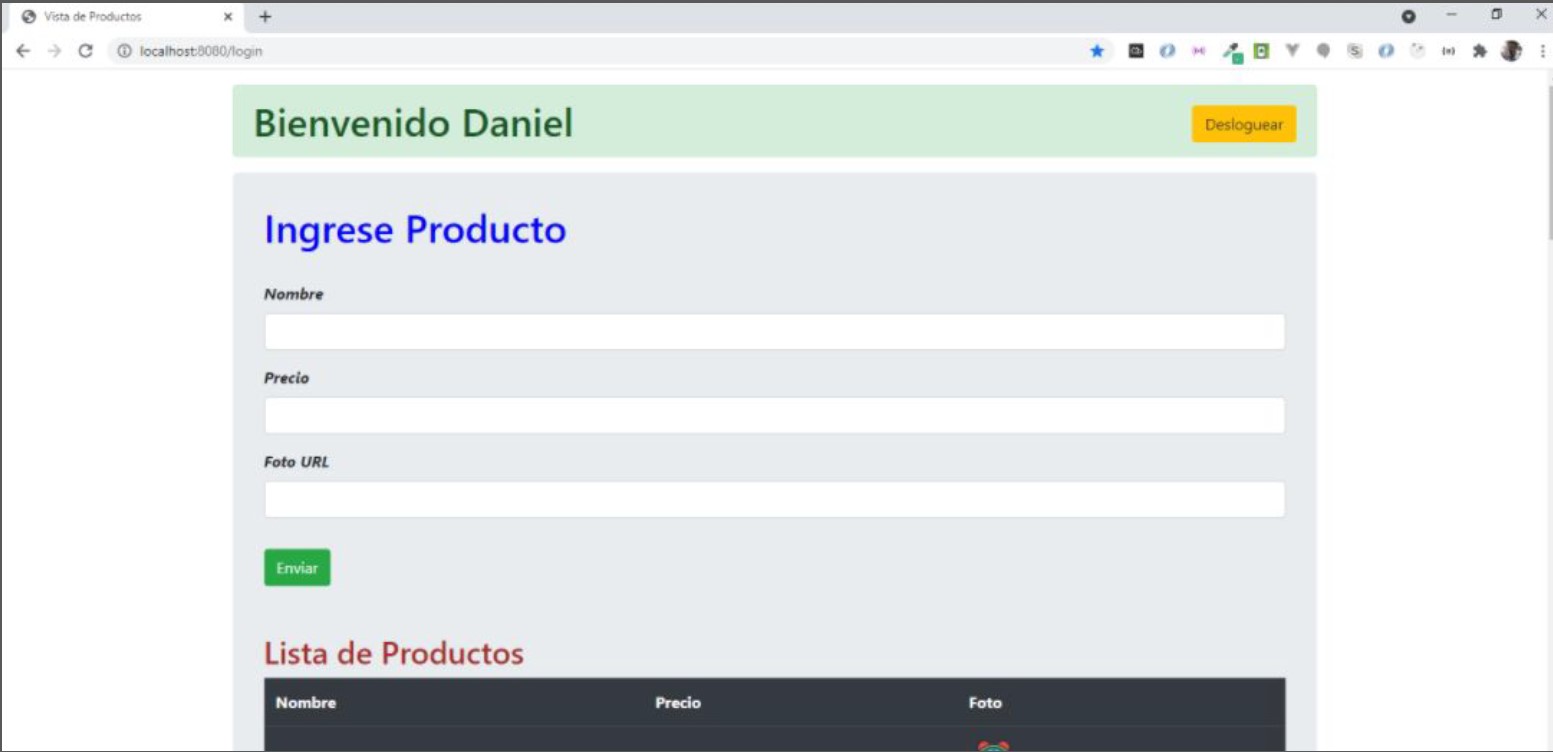 Vista de Productos
localhost:8080/login
Bienvenido Daniel
Desloguear
Ingrese Producto
Nombre
Precio
Foto URL
Enviar
Lista de Productos
Nombre Precio Foto